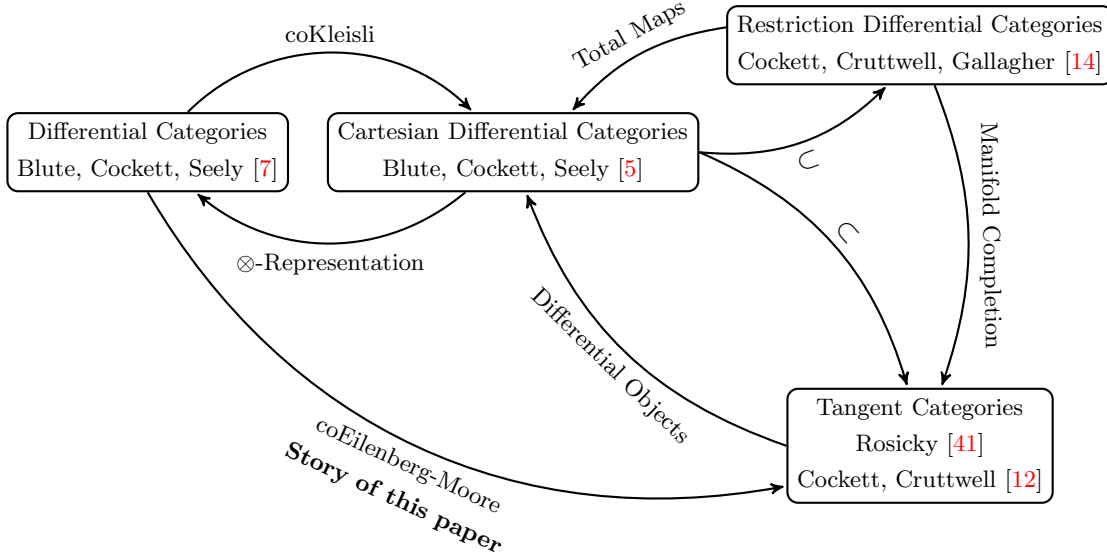 Restriction Differential Categories
Cockett, Cruttwell, Gallagher [14]
Total Maps
coKleisli
Differential Categories
Blute, Cockett, Seely [7]
Cartesian Differential Categories
Blute, Cockett, Seely [5]
⊂
⊂
Manifold Completion
⊗-Representation
Differential Objects
Tangent Categories
Rosicky [41]
Cockett, Cruttwell [12]
coEilenberg-Moore
Story of this paper